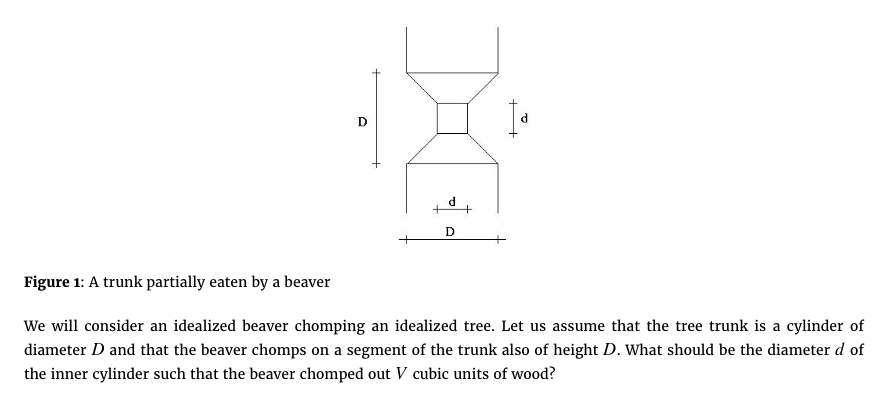 D
d
d
D
Figure 1: A trunk partially eaten by a beaver
We will consider an idealized beaver chomping an idealized tree. Let us assume that the tree trunk is a cylinder of
diameter D and that the beaver chomps on a segment of the trunk also of height D. What should be the diameter d of
the inner cylinder such that the beaver chomped out V cubic units of wood?